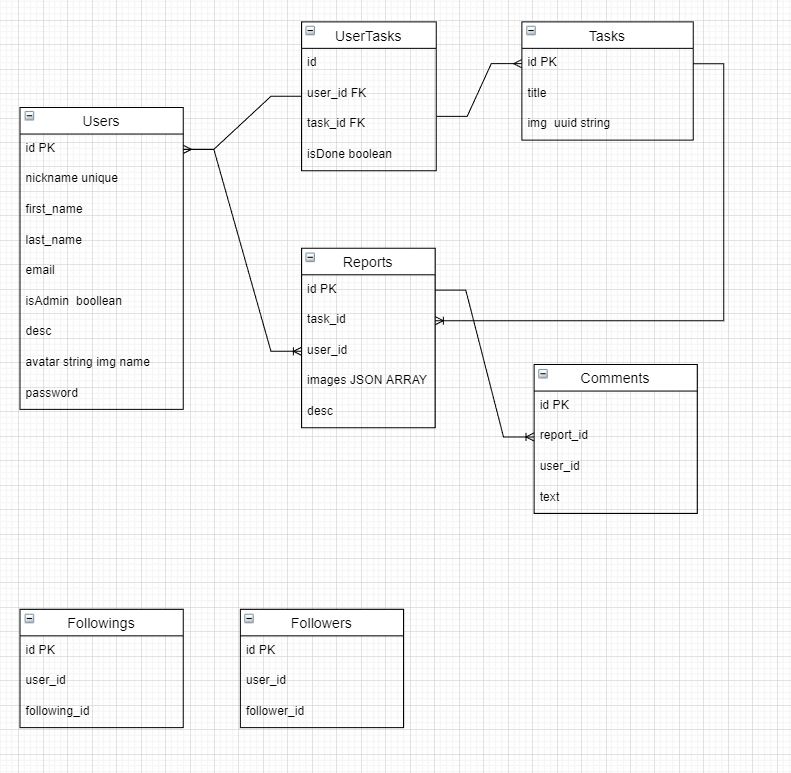 UserTasks
id
user_id FK
task_id FK
isDone boolean
Tasks
id PK
title
img  uuid string
Users
id PK
nickname unique
first_name
last_name
email
isAdmin  boollean
desc
avatar string img name
password
Reports
id PK
task_id
user_id
images JSON ARRAY
desc
Comments
id PK
report_id
user_id
text
Followings
id PK
user_id
following_id
Followers
id PK
user_id
follower_id